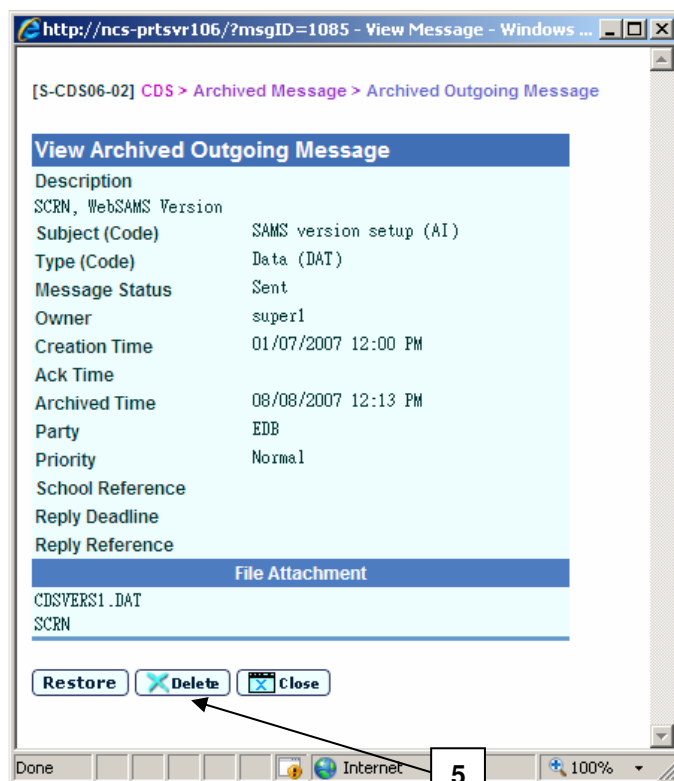 http://ncs-prtsvr106/?msgID=1085 - View Message - Windows ...
[S-CDS06-02] CDS > Archived Message > Archived Outgoing Message
View Archived Outgoing Message
Description
SCRN, WebSAMS Version
Subject (Code) SAMS version setup (AI)
Type (Code) Data (DAT)
Message Status Sent
Owner super1
Creation Time 01/07/2007 12:00 PM
Ack Time
Archived Time 08/08/2007 12:13 PM
Party EDB
Priority Normal
School Reference
Reply Deadline
Reply Reference
File Attachment
CDSVERS1.DAT
SCRN
Restore Delete Close
Done Internet 5 100%